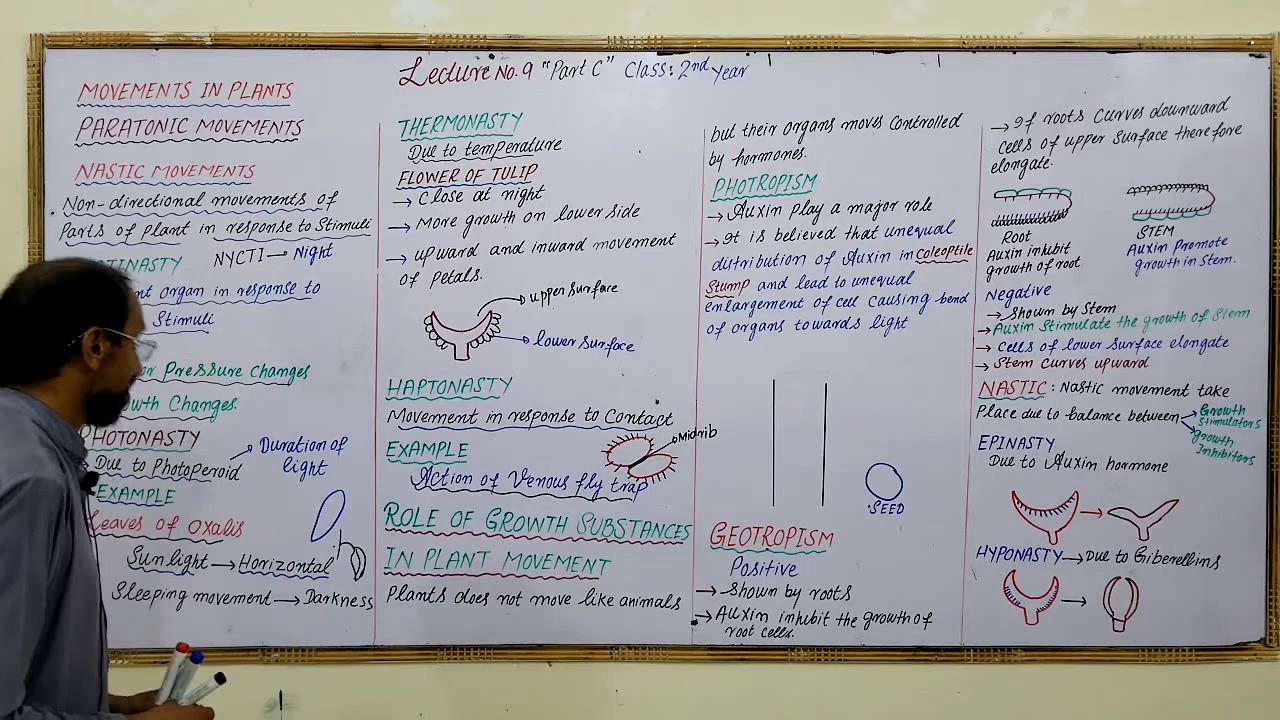 Lecture No. 9 "Part C" Class: 2nd Year
MOVEMENTS IN PLANTS
PARATONIC MOVEMENTS
NASTIC MOVEMENTS
Non-directional movements of
Parts of plant in response to Stimuli
NYCTI → Night
organ in response to
Stimuli
Pressure changes
Changes.
PHOTONASTY
Due to Photoperoid
Duration of
light
EXAMPLE
Leaves of Oxalis
Sunlight → Horizontal
Sleeping movement → Darkness
THERMONASTY
Due to temperature
FLOWER OF TULIP
→ Close at night
→ More growth on lower side
→ upward and inward movement
of petals.
upper surface
lower surface
HAPTONASTY
Movement in response to Contact
EXAMPLE
Midrib
Action of Venous fly trap
ROLE OF GROWTH SUBSTANCES
IN PLANT MOVEMENT
Plants does not move like animals
but their organs moves controlled
by hormones.
PHOTROPISM
→ Auxin play a major role
→ It is believed that unequal
distribution of Auxin in coleoptile
Stump and lead to unequal
enlargement of cell causing bend
of organs towards light
SEED
GEOTROPISM
Positive
→ Shown by roots
→ Auxin inhibit the growth of
root cells.
→ If roots curves downward
cells of upper surface therefore
elongate.
Root
Auxin inhibit
growth of root
STEM
Auxin Promote
growth in Stem.
Negative
→ Shown by Stem
→ Auxin Stimulate the growth of Stem
→ cells of lower surface elongate
→ Stem curves upward
NASTIC: Nastic movement take
Place due to balance between
Growth
Stimulators
growth
Inhibitors
EPINASTY
Due to Auxin hormone
HYPONASTY → Due to Giberellins